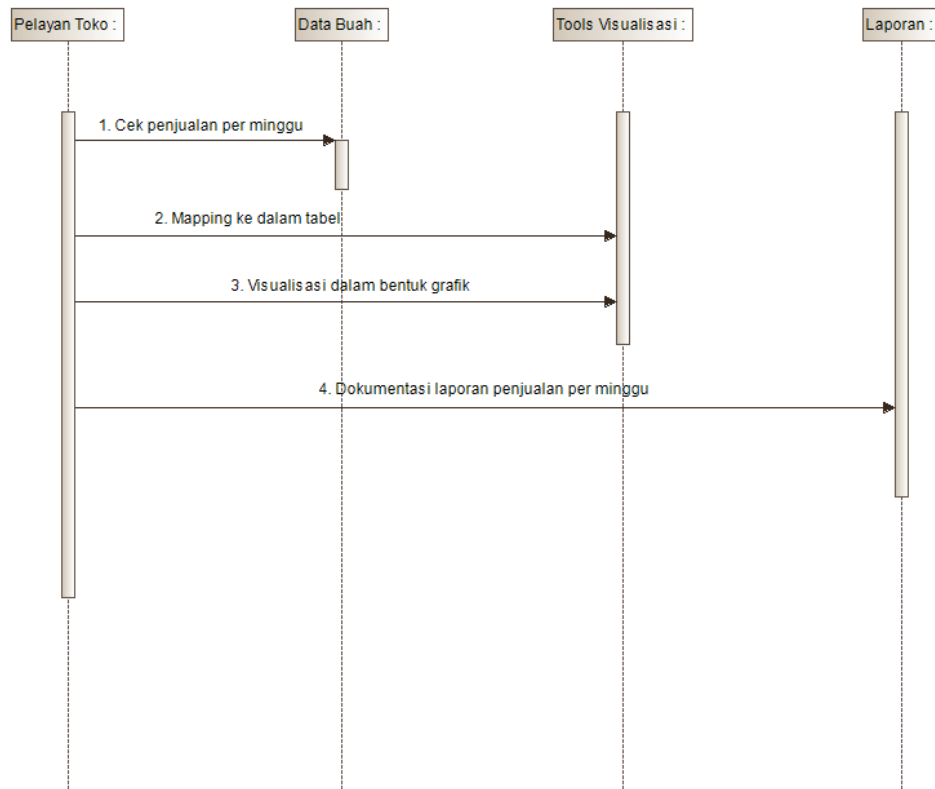 Pelayan Toko :
Data Buah :
Tools Visualisasi :
Laporan :
1. Cek penjualan per minggu
2. Mapping ke dalam tabel
3. Visualisasi dalam bentuk grafik
4. Dokumentasi laporan penjualan per minggu